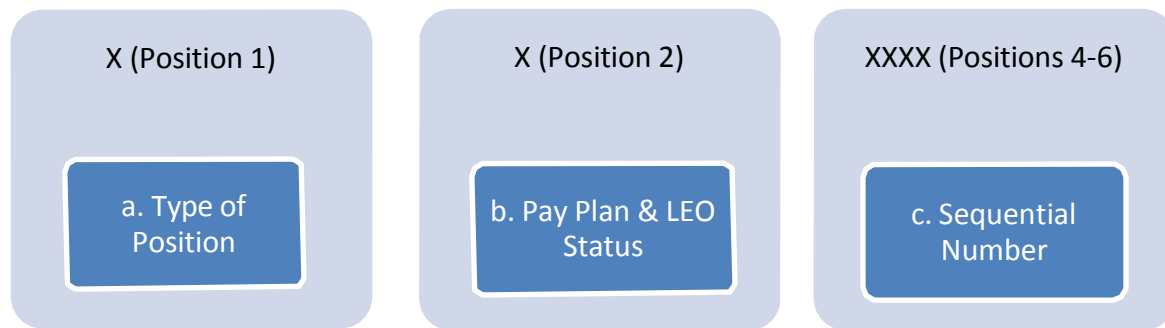 X (Position 1)
a. Type of
Position
X (Position 2)
b. Pay Plan & LEO
Status
XXXX (Positions 4-6)
c. Sequential
Number